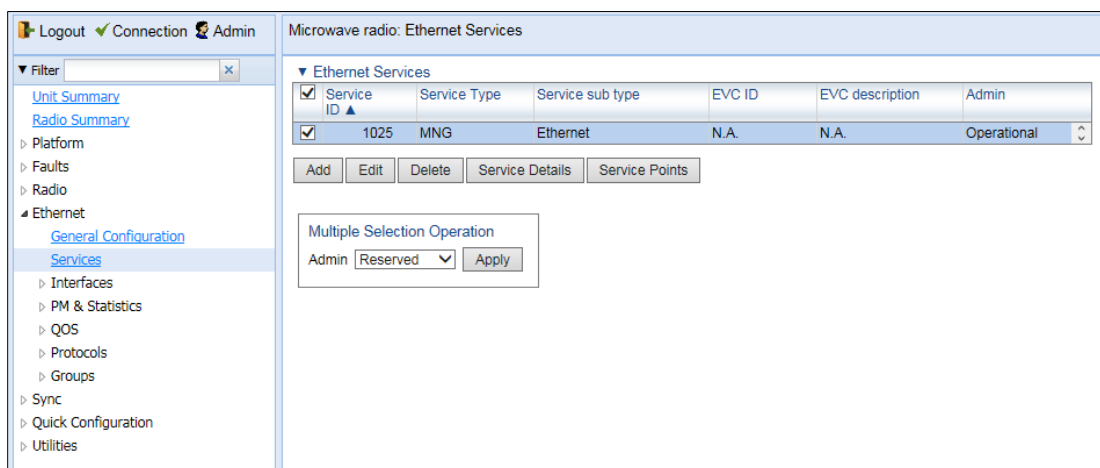 Logout Connection Admin
Microwave radio: Ethernet Services
▼ Filter
Unit Summary
Radio Summary
Platform
Faults
Radio
Ethernet
General Configuration
Services
Interfaces
PM & Statistics
QOS
Protocols
Groups
Sync
Quick Configuration
Utilities
▼ Ethernet Services
Service ID ▲ Service Type Service sub type EVC ID EVC description Admin
1025 MNG Ethernet N.A. N.A. Operational
Add Edit Delete Service Details Service Points
Multiple Selection Operation
Admin Reserved Apply